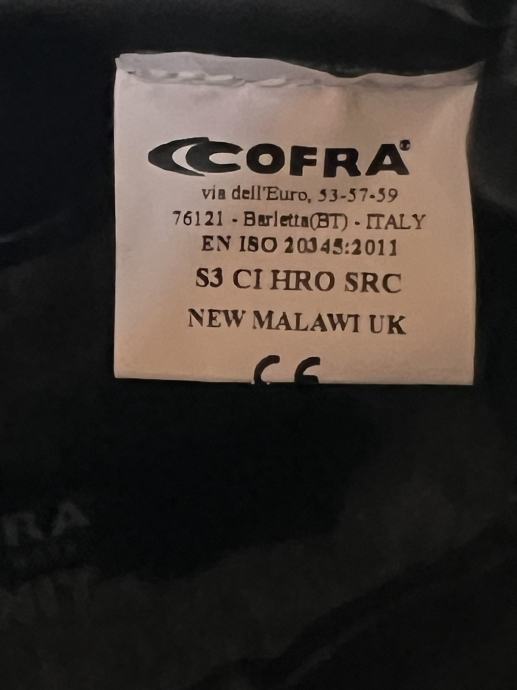 COFRA
via dell'Euro, 53-57-59
76121 - Barletta(BT) - ITALY
EN ISO 20345:2011
S3 CI HRO SRC
NEW MALAWI UK
RA